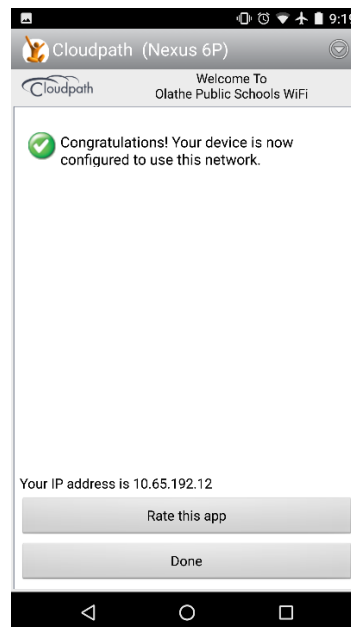 9:19
Cloudpath (Nexus 6P)
Cloudpath
Welcome To
Olathe Public Schools WiFi
Congratulations! Your device is now
configured to use this network.
Your IP address is 10.65.192.12
Rate this app
Done